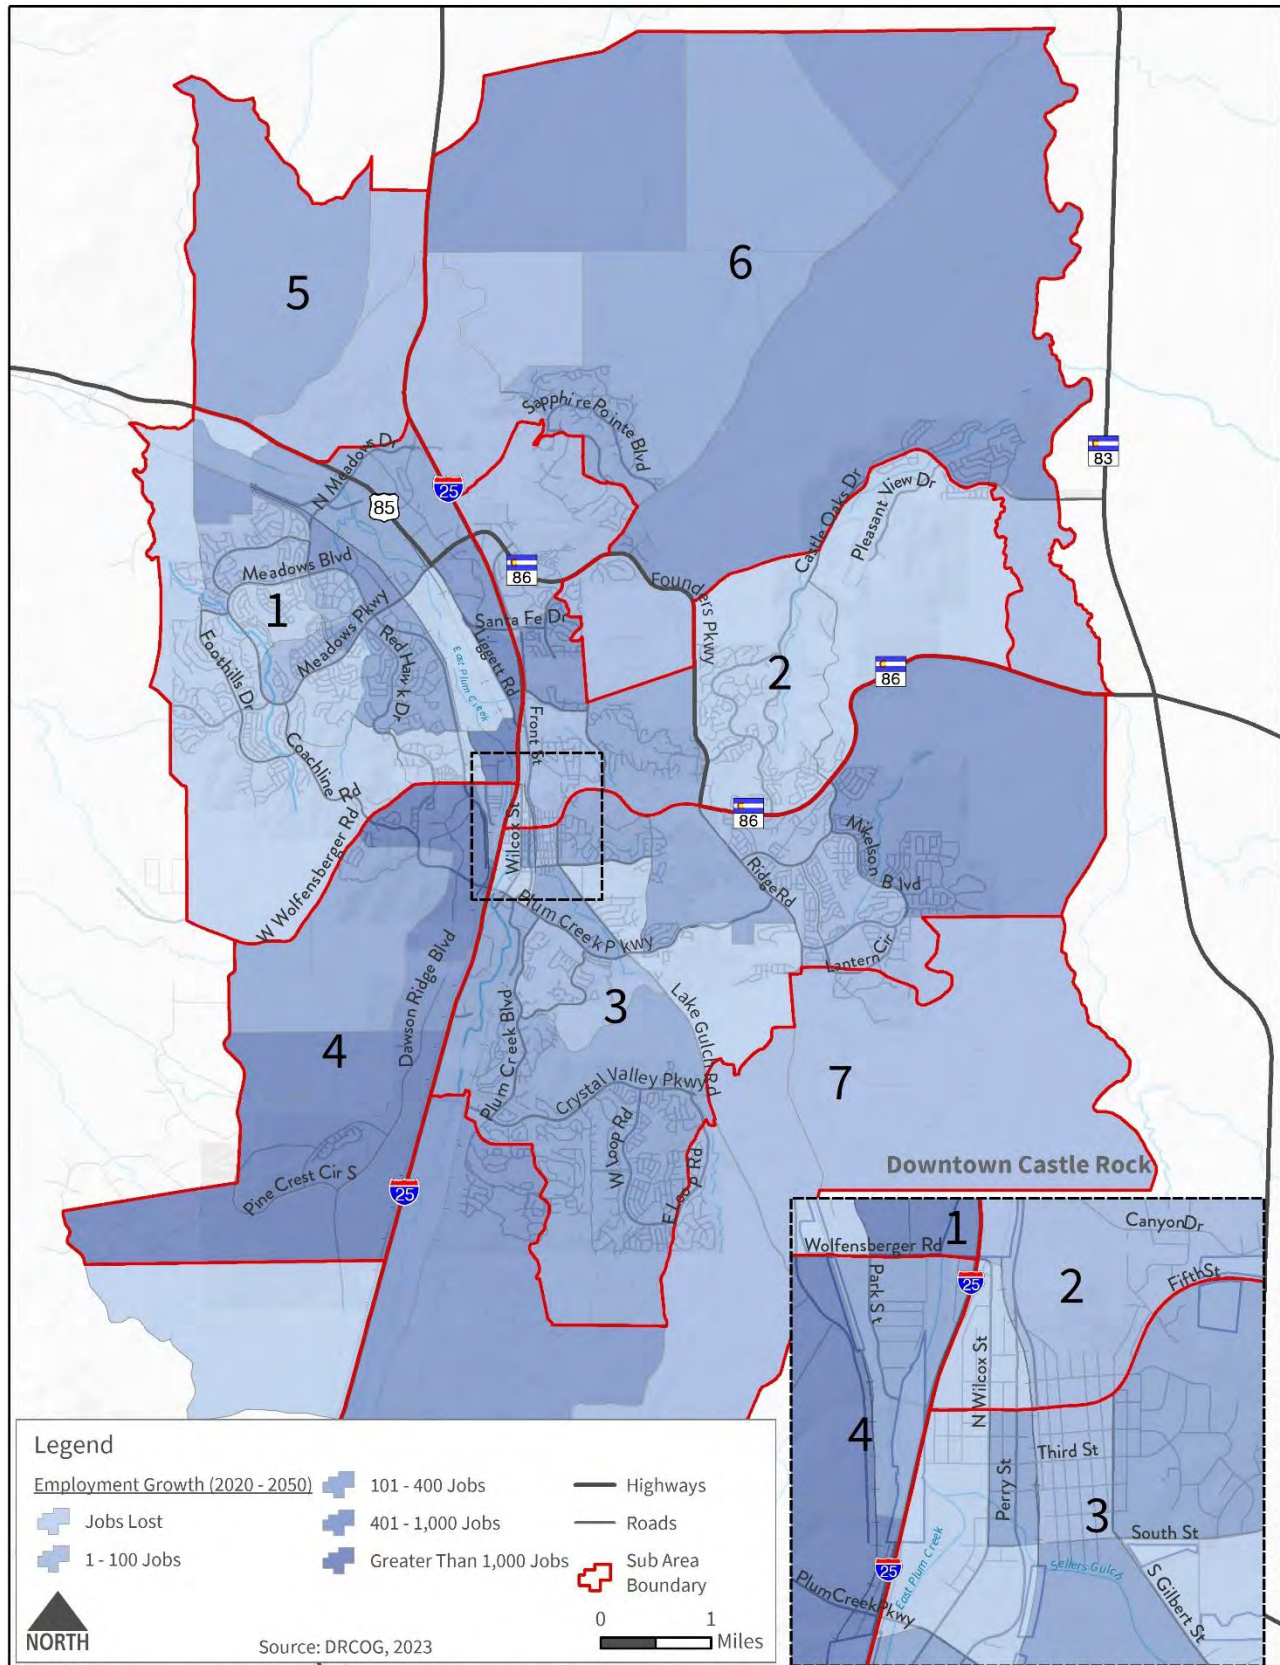 5
6
Sapphire Pointe Blvd
N Meadows Dr
83
25
85
Castle Oaks Dr
Pleasant View Dr
86
Founders Pkwy
Meadows Blvd
1
Meadows Pkwy
Santa Fe Dr
Liggett Rd
Red Hawk Dr
East Plum Creek
Foothills Dr
2
86
Front St
Coachline Rd
86
Wilcox St
Mikelson Blvd
W Wolfensberger Rd
Ridge Rd
Plum Creek Pkwy
Lantern Cir
Dawson Ridge Blvd
3
Lake Gulch Rd
4
Plum Creek Blvd
7
Crystal Valley Pkwy
W Loop Rd
E Loop Rd
Pine Crest Cir S
25
Downtown Castle Rock
1
Canyon Dr
Wolfensberger Rd
25
Fifth St
2
Park St
N Wilcox St
4
Third St
Perry St
3
South St
Sellers Gulch
East Plum Creek
25
S Gilbert St
Plum Creek Pkwy
Legend
Employment Growth (2020 - 2050)
Jobs Lost
1 - 100 Jobs
101 - 400 Jobs
401 - 1,000 Jobs
Greater Than 1,000 Jobs
Highways
Roads
Sub Area
Boundary
0 1
Miles
NORTH
Source: DRCOG, 2023